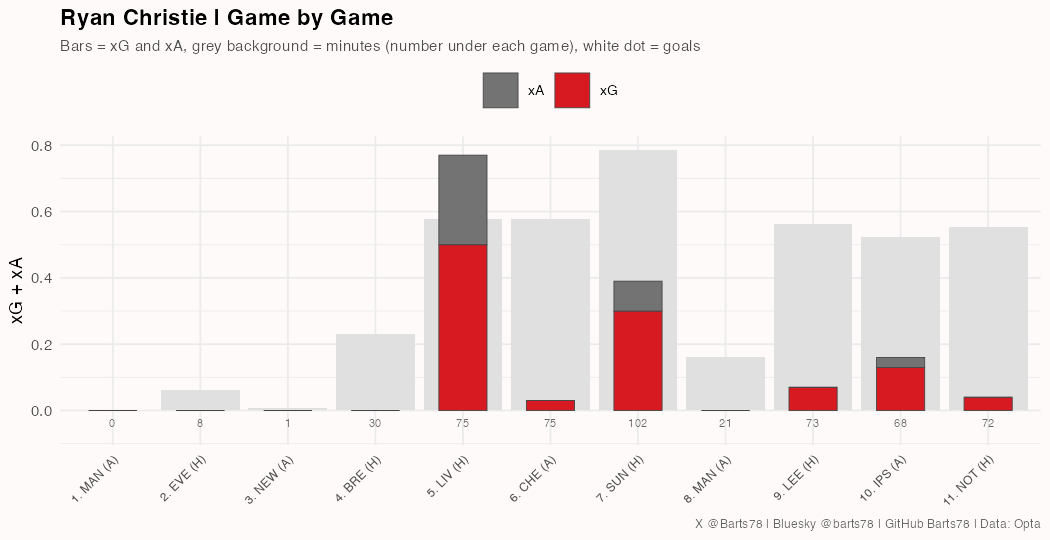 Ryan Christie | Game by Game
Bars = xG and xA, grey background = minutes (number under each game), white dot = goals
xA xG
xG + xA
0.8
0.6
0.4
0.2
0.0
0 8 1 30 75 75 102 21 73 68 72
1. MAN (A) 2. EVE (H) 3. NEW (A) 4. BRE (H) 5. LIV (H) 6. CHE (A) 7. SUN (H) 8. MAN (A) 9. LEE (H) 10. IPS (A) 11. NOT (H)
X @Barts78 | Bluesky @barts78 | GitHub Barts78 | Data: Opta